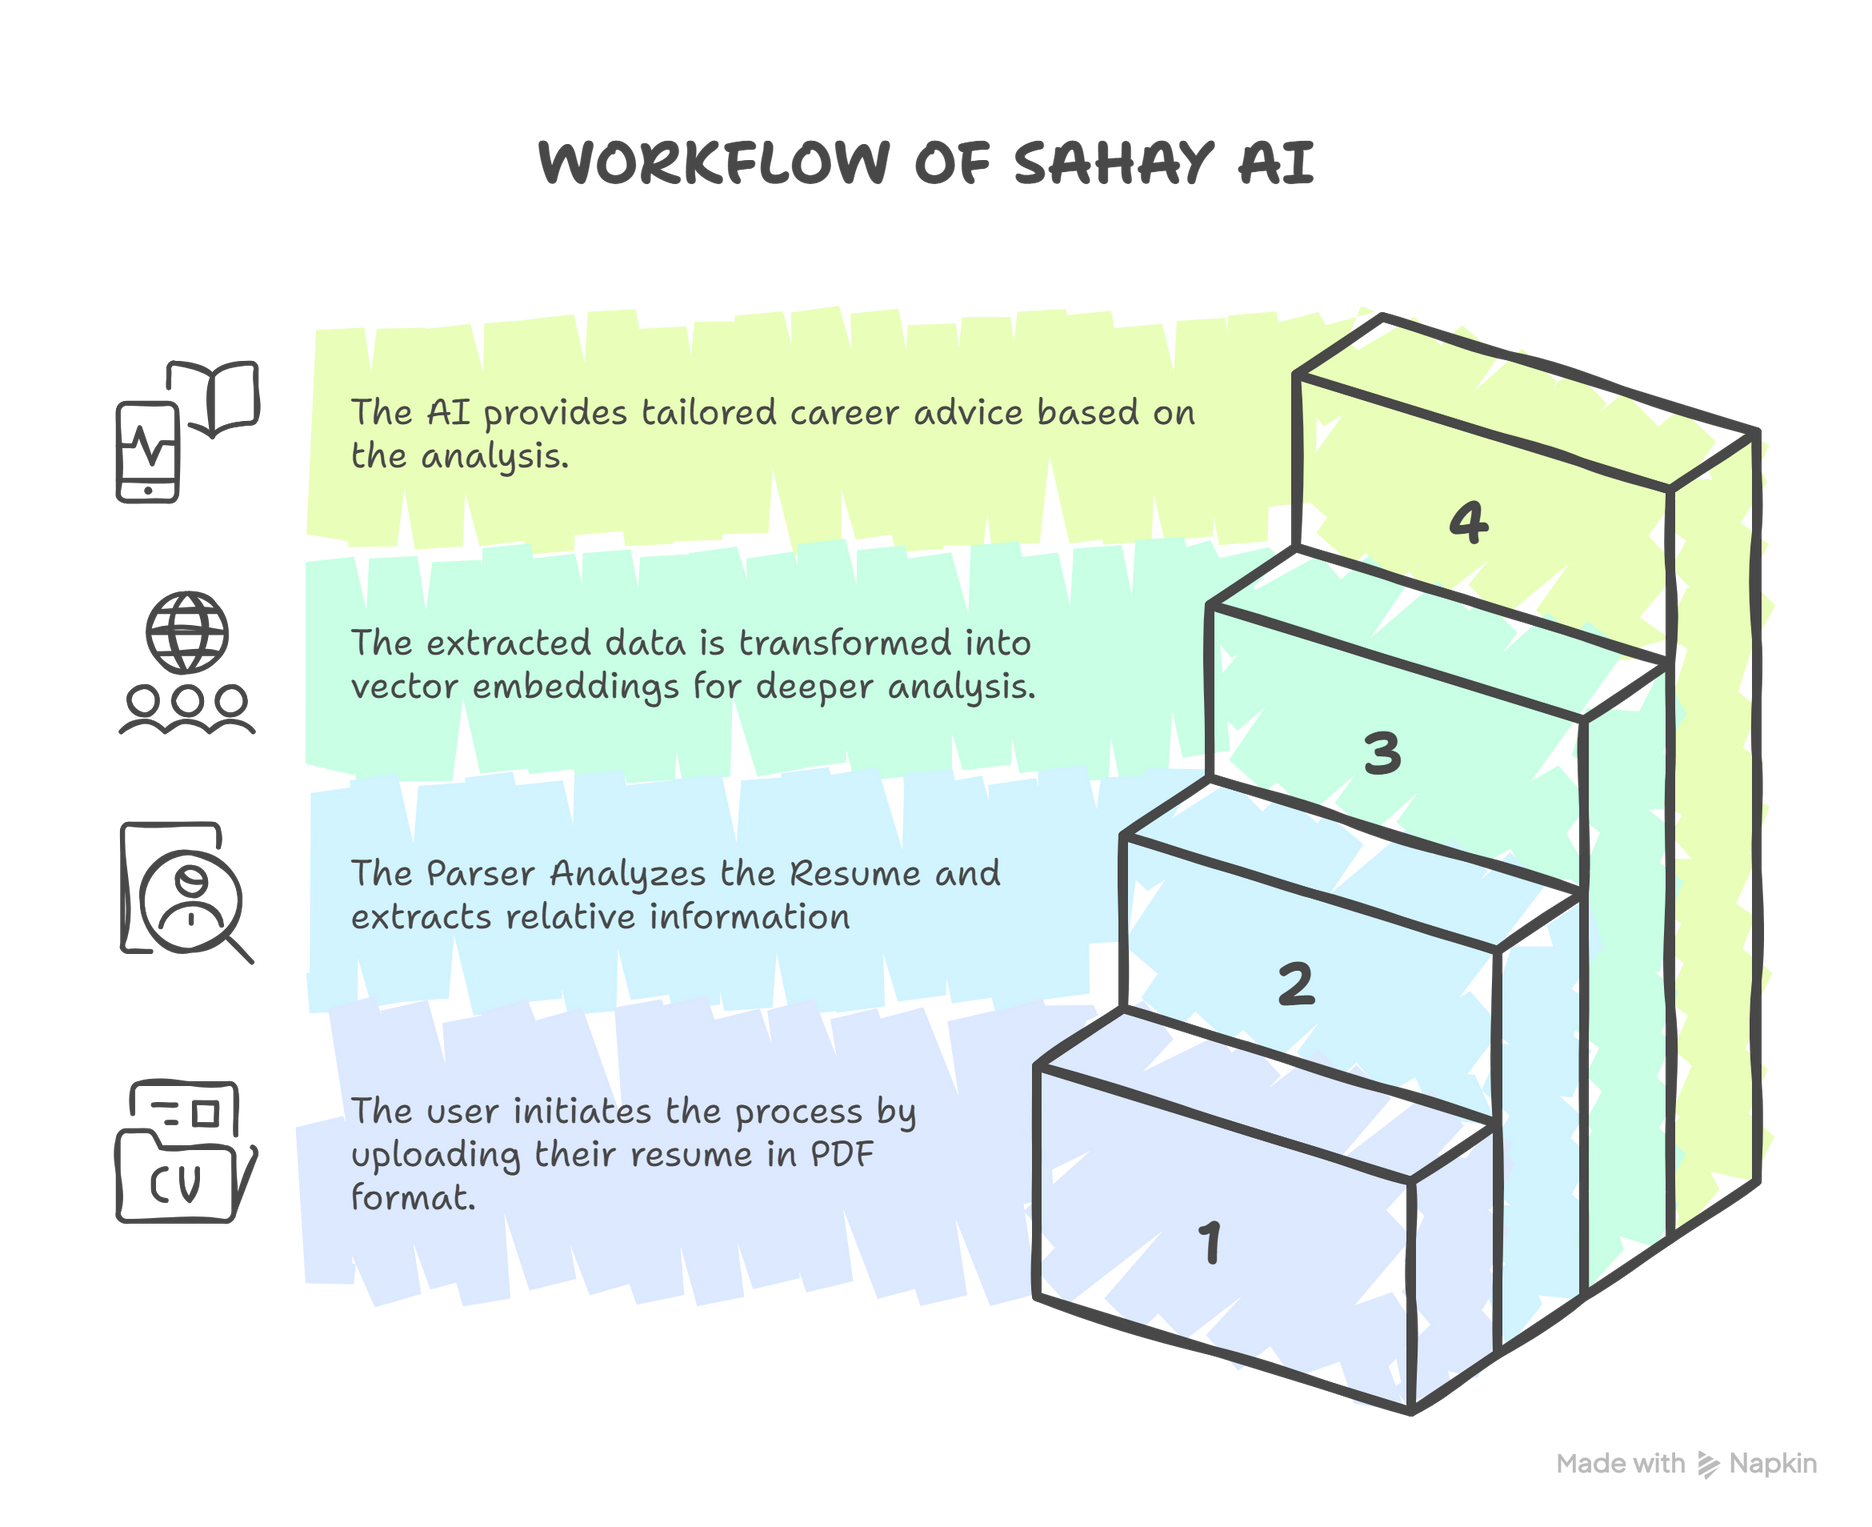 WORKFLOW OF SAHAY AI
The AI provides tailored career advice based on
the analysis.
4
The extracted data is transformed into
vector embeddings for deeper analysis.
3
The Parser Analyzes the Resume and
extracts relative information
2
The user initiates the process by
uploading their resume in PDF
format.
CV
1
Made with Napkin